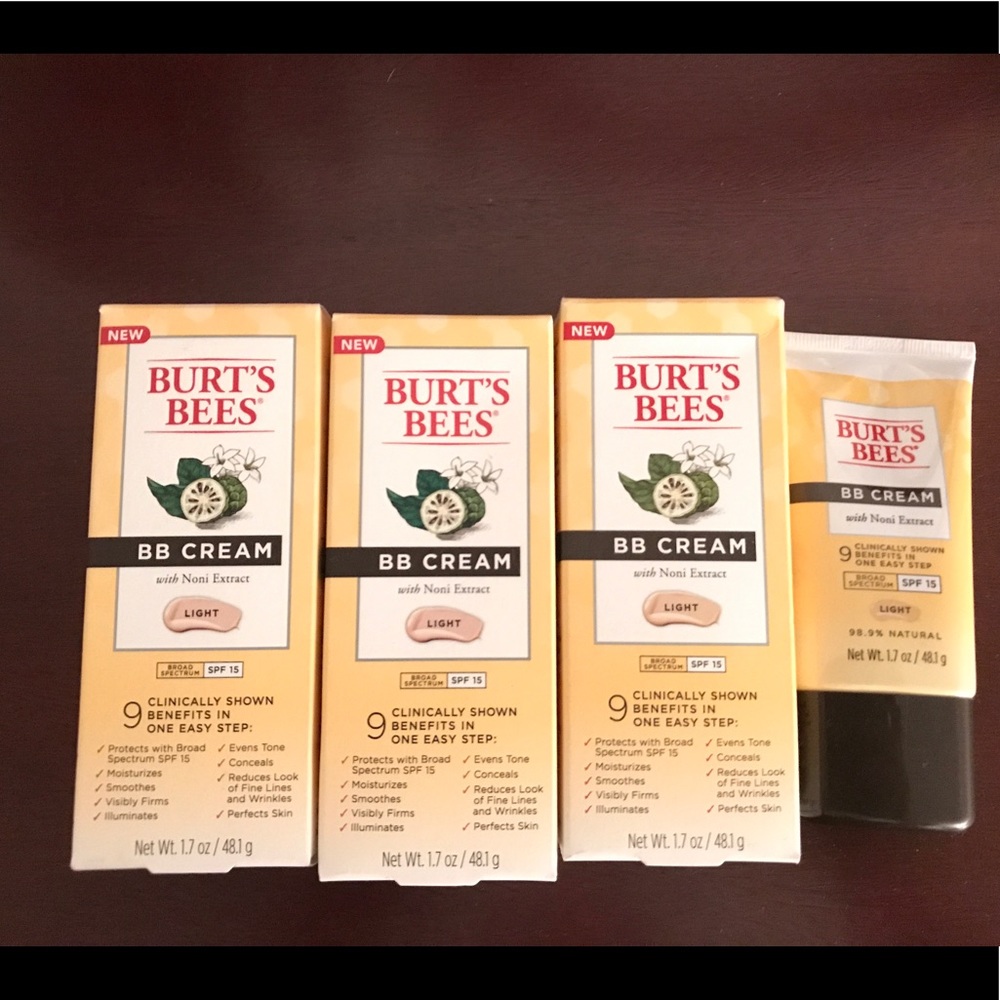 NEW
BURT'S
BEES®
BB CREAM
with Noni Extract
LIGHT
BROAD
SPECTRUM
SPF 15
9
CLINICALLY SHOWN
BENEFITS IN
ONE EASY STEP:
✓ Protects with Broad
Spectrum SPF 15
✓ Moisturizes
✓ Smoothes
✓ Visibly Firms
✓ Illuminates
✓ Evens Tone
✓ Conceals
✓ Reduces Look
of Fine Lines
and Wrinkles
✓ Perfects Skin
Net Wt. 1.7 oz / 48.1 g
NEW
BURT'S
BEES®
BB CREAM
with Noni Extract
LIGHT
BROAD
SPECTRUM
SPF 15
9
CLINICALLY SHOWN
BENEFITS IN
ONE EASY STEP:
✓ Protects with Broad
Spectrum SPF 15
✓ Moisturizes
✓ Smoothes
✓ Visibly Firms
✓ Illuminates
✓ Evens Tone
✓ Conceals
✓ Reduces Look
of Fine Lines
and Wrinkles
✓ Perfects Skin
Net Wt. 1.7 oz / 48.1 g
NEW
BURT'S
BEES®
BB CREAM
with Noni Extract
LIGHT
BROAD
SPECTRUM
SPF 15
9
CLINICALLY SHOWN
BENEFITS IN
ONE EASY STEP:
✓ Protects with Broad
Spectrum SPF 15
✓ Moisturizes
✓ Smoothes
✓ Visibly Firms
✓ Illuminates
✓ Evens Tone
✓ Conceals
✓ Reduces Look
of Fine Lines
and Wrinkles
✓ Perfects Skin
Net Wt. 1.7 oz / 48.1 g
BURT'S
BEES®
BB CREAM
with Noni Extract
9
CLINICALLY SHOWN
BENEFITS IN
ONE EASY STEP
BROAD
SPECTRUM
SPF 15
LIGHT
98.9% NATURAL
Net Wt. 1.7 oz / 48.1 g